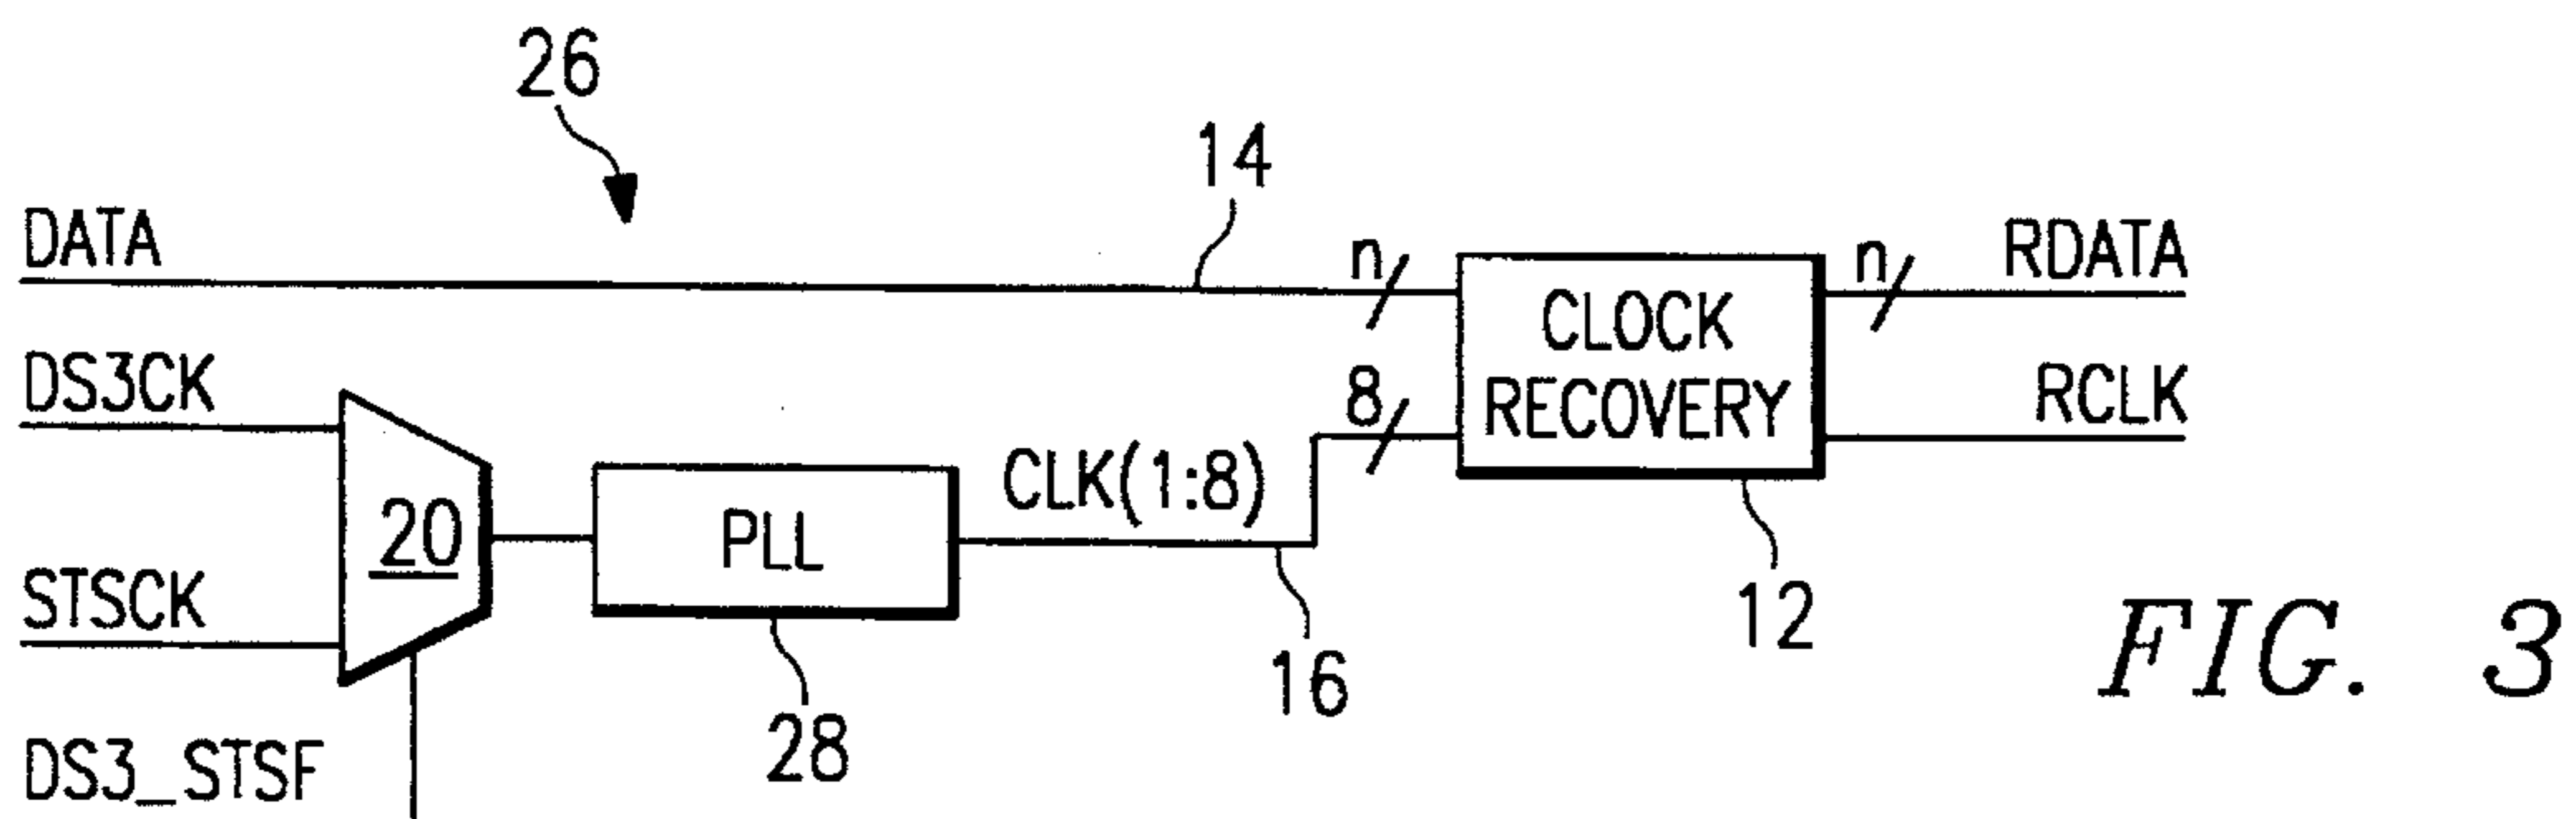 26
14
DATA
n
n
RDATA
CLOCK
RECOVERY
DS3CK
8
RCLK
CLK(1:8)
20
PLL
STSCK
12
16
28
DS3_STSF
FIG. 3